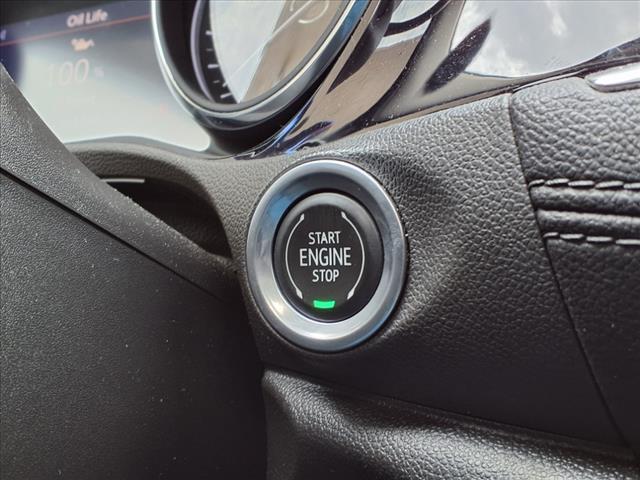 Oil Life
100 %
START
ENGINE
STOP